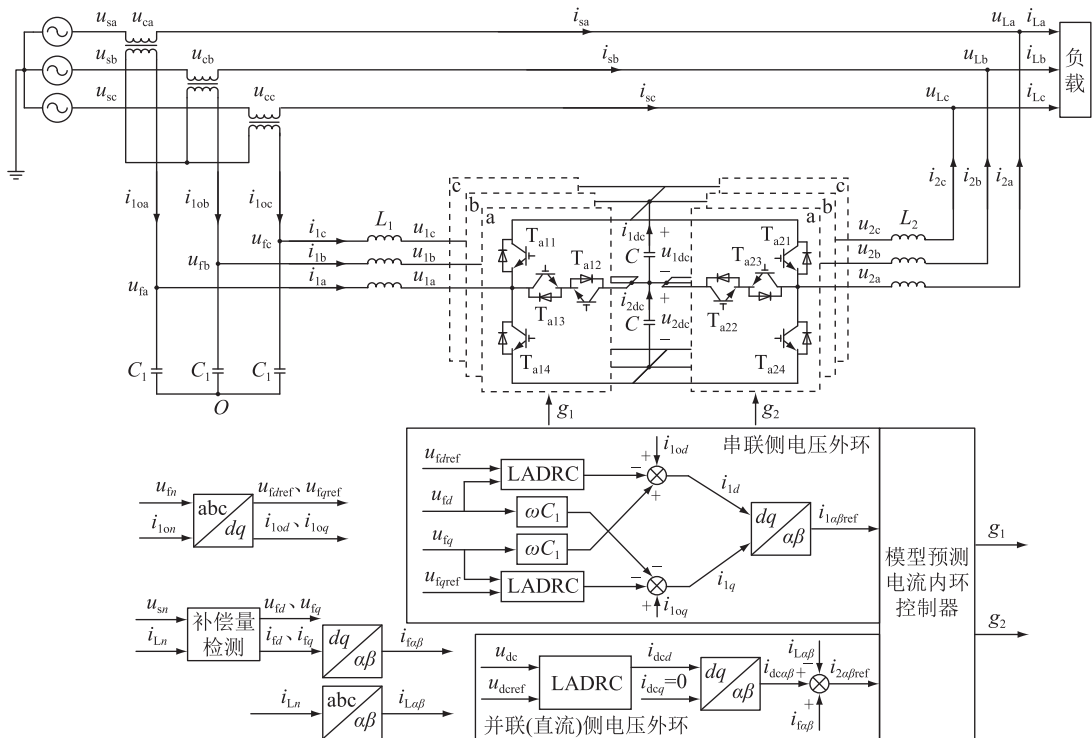 u_sa u_ca i_sa u_La i_La
u_sb u_cb i_sb u_Lb i_Lb
u_sc u_cc i_sc u_Lc i_Lc
负载
i_1oa i_1ob i_1oc
i_2c i_2b i_2a
c b a
a b c
u_fc i_1c L_1 u_1c
u_fb i_1b u_1b
u_fa i_1a u_1a
T_a11 T_a12 T_a13 T_a14
i_1dc + C u_1dc −
i_2dc + C u_2dc −
T_a21 T_a23 T_a22 T_a24
u_2c L_2
u_2b
u_2a
C_1 C_1 C_1
O
g_1 g_2
串联侧电压外环
u_fdref
LADRC
u_fd
ωC_1
u_fq
ωC_1
u_fqref
LADRC
i_1od
+ − +
i_1d
− − +
i_1oq
i_1q
dq
αβ
i_1αβref
u_fn
i_1on
abc
dq
u_fdref、u_fqref
i_1od、i_1oq
u_sn
i_Ln
补偿量
检测
u_fd、u_fq
i_fd、i_fq
dq
αβ
i_fαβ
i_Ln
abc
αβ
i_Lαβ
u_dc
u_dcref
LADRC
i_dcd
i_dcq=0
dq
αβ
i_dcαβ
i_Lαβ
− + +
i_fαβ
i_2αβref
并联(直流)侧电压外环
模型预测
电流内环
控制器
g_1
g_2